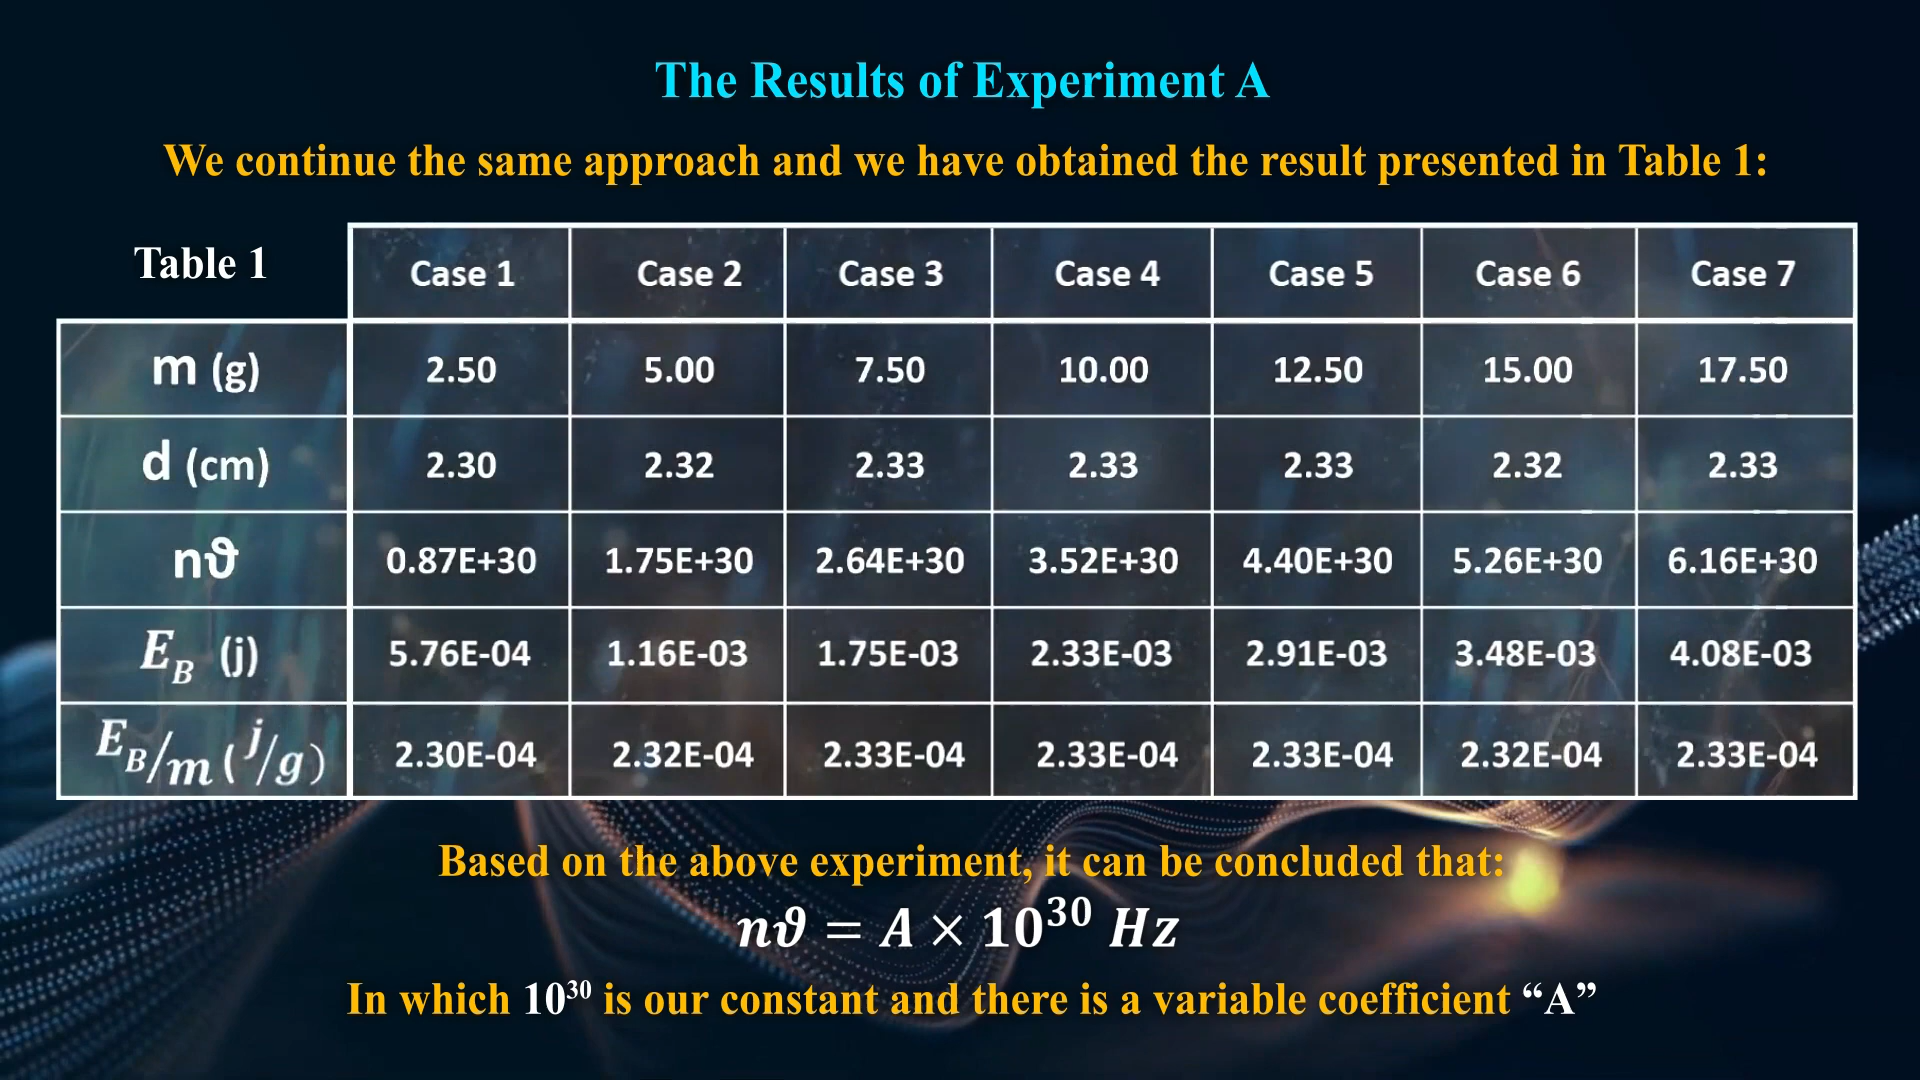 The Results of Experiment A
We continue the same approach and we have obtained the result presented in Table 1:
Table 1 Case 1 Case 2 Case 3 Case 4 Case 5 Case 6 Case 7
m (g) 2.50 5.00 7.50 10.00 12.50 15.00 17.50
d (cm) 2.30 2.32 2.33 2.33 2.33 2.32 2.33
nϑ 0.87E+30 1.75E+30 2.64E+30 3.52E+30 4.40E+30 5.26E+30 6.16E+30
E_B (j) 5.76E-04 1.16E-03 1.75E-03 2.33E-03 2.91E-03 3.48E-03 4.08E-03
E_B/m (j/g) 2.30E-04 2.32E-04 2.33E-04 2.33E-04 2.33E-04 2.32E-04 2.33E-04
Based on the above experiment, it can be concluded that:
nϑ = A × 10³⁰ Hz
In which 10³⁰ is our constant and there is a variable coefficient “A”